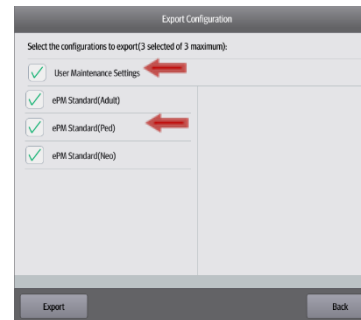 Export Configuration
Select the configurations to export(3 selected of 3 maximum):
User Maintenance Settings
ePM Standard(Adult)
ePM Standard(Ped)
ePM Standard(Neo)
Export
Back